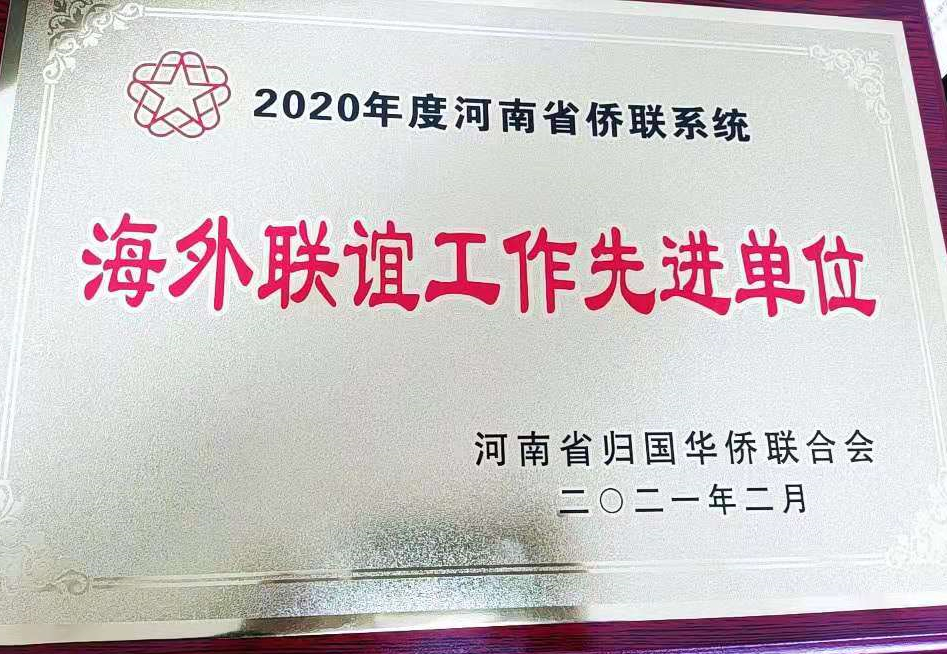 2020年度河南省侨联系统
海外联谊工作先进单位
河南省归国华侨联合会
二〇二一年二月